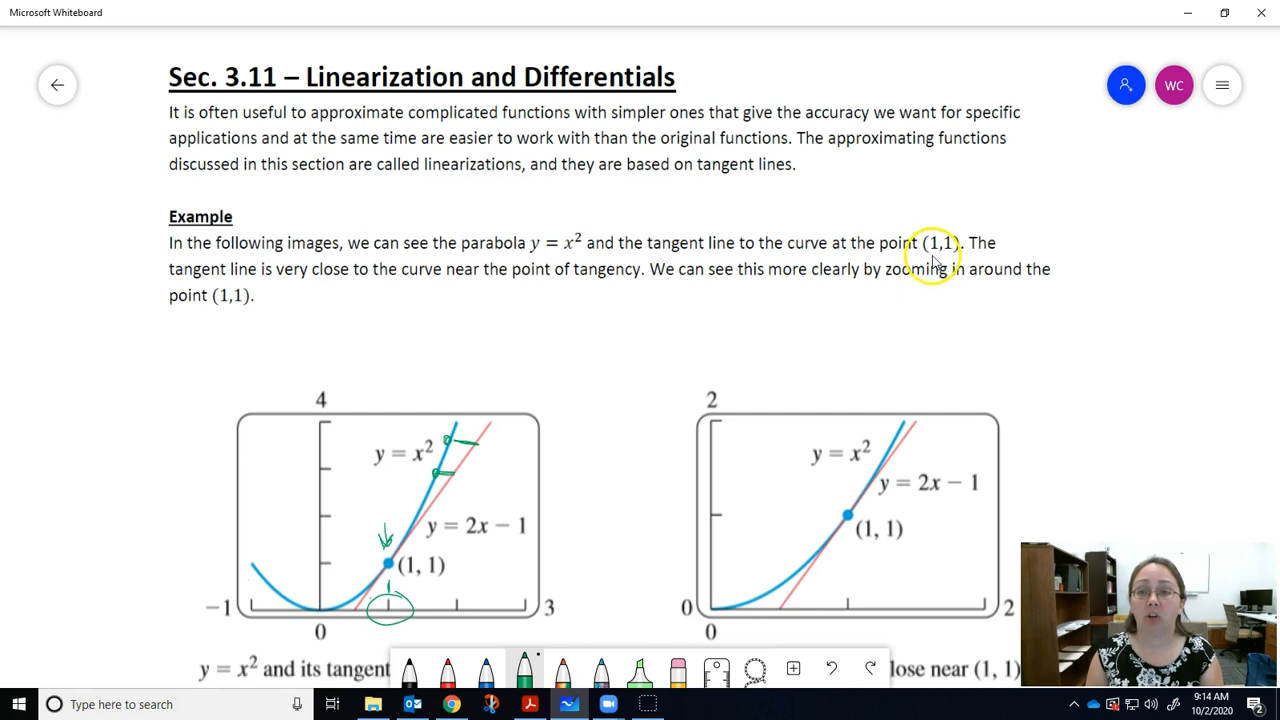 Microsoft Whiteboard
Sec. 3.11 – Linearization and Differentials
WC
It is often useful to approximate complicated functions with simpler ones that give the accuracy we want for specific
applications and at the same time are easier to work with than the original functions. The approximating functions
discussed in this section are called linearizations, and they are based on tangent lines.
Example
In the following images, we can see the parabola y = x² and the tangent line to the curve at the point (1,1). The
tangent line is very close to the curve near the point of tangency. We can see this more clearly by zooming in around the
point (1,1).
4
y = x²
y = 2x − 1
(1, 1)
−1
3
0
2
y = x²
y = 2x − 1
(1, 1)
0
2
0
y = x² and its tangent
lose near (1, 1)
Type here to search
9:14 AM
10/2/2020
2